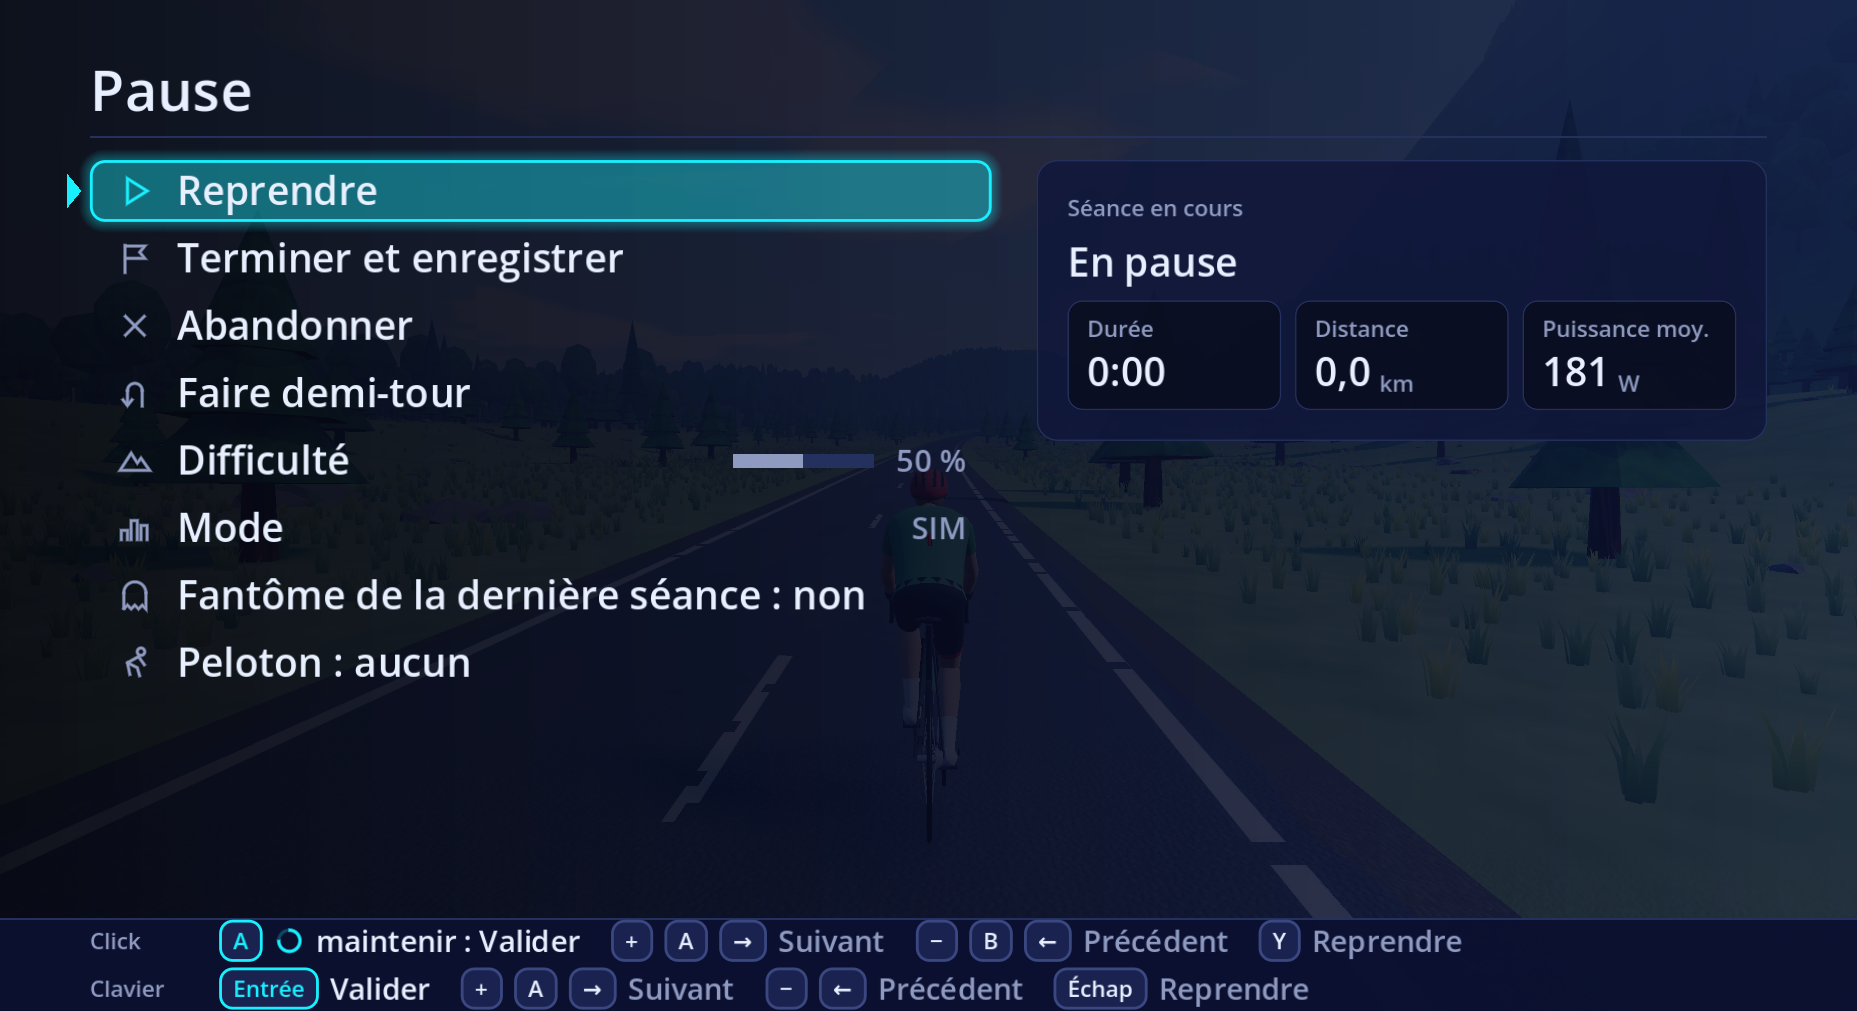 Pause
Reprendre
Terminer et enregistrer
Abandonner
Faire demi-tour
Difficulté 50 %
Mode SIM
Fantôme de la dernière séance : non
Peloton : aucun
Séance en cours
En pause
Durée Distance Puissance moy.
0:00 0,0 km 181 W
Click A maintenir : Valider + A → Suivant − B ← Précédent Y Reprendre
Clavier Entrée Valider + A → Suivant − ← Précédent Échap Reprendre